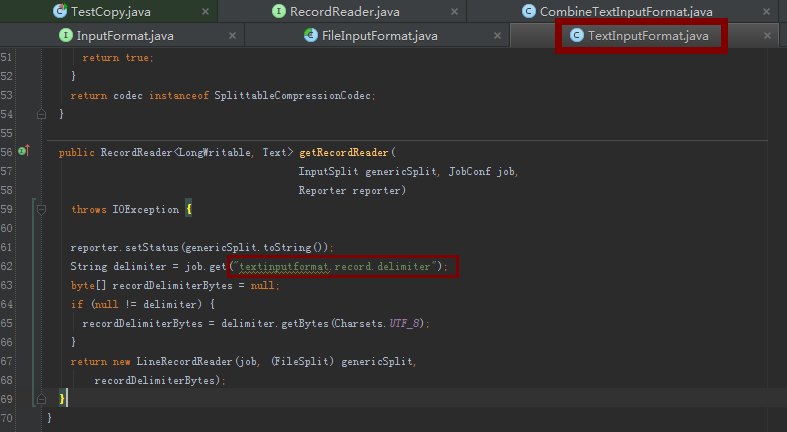 TestCopy.java
RecordReader.java
CombineTextInputFormat.java
InputFormat.java
FileInputFormat.java
TextInputFormat.java
51 return true;
52 }
53 return codec instanceof SplittableCompressionCodec;
54 }
55
56 public RecordReader<LongWritable, Text> getRecordReader(
57 InputSplit genericSplit, JobConf job,
58 Reporter reporter)
59 throws IOException {
60
61 reporter.setStatus(genericSplit.toString());
62 String delimiter = job.get("textinputformat.record.delimiter");
63 byte[] recordDelimiterBytes = null;
64 if (null != delimiter) {
65 recordDelimiterBytes = delimiter.getBytes(Charsets.UTF_8);
66 }
67 return new LineRecordReader(job, (FileSplit) genericSplit,
68 recordDelimiterBytes);
69 }
70 }